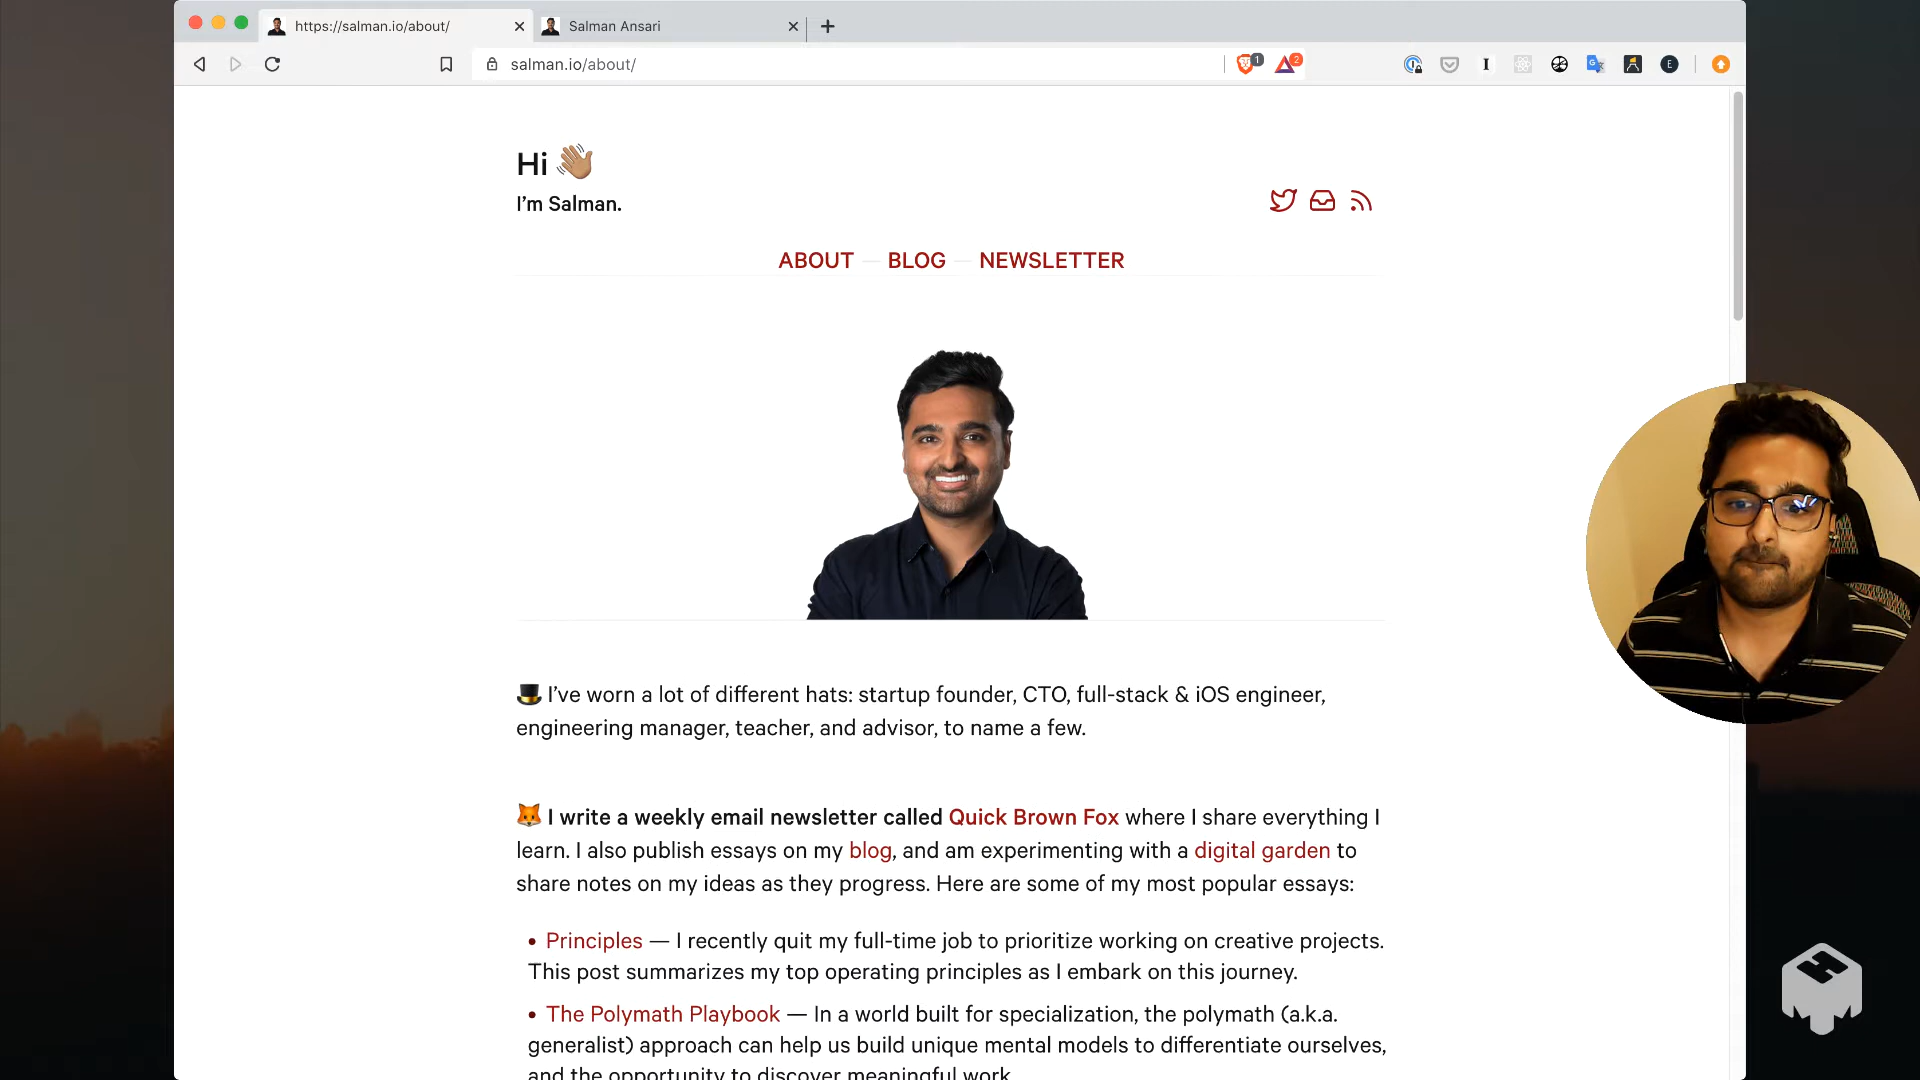 https://salman.io/about/
Salman Ansari
salman.io/about/
1
2
I
E
Hi 👋🏽
I’m Salman.
ABOUT — BLOG — NEWSLETTER
🎩 I’ve worn a lot of different hats: startup founder, CTO, full-stack & iOS engineer,
engineering manager, teacher, and advisor, to name a few.
🦊 I write a weekly email newsletter called Quick Brown Fox where I share everything I
learn. I also publish essays on my blog, and am experimenting with a digital garden to
share notes on my ideas as they progress. Here are some of my most popular essays:
• Principles — I recently quit my full-time job to prioritize working on creative projects.
This post summarizes my top operating principles as I embark on this journey.
• The Polymath Playbook — In a world built for specialization, the polymath (a.k.a.
generalist) approach can help us build unique mental models to differentiate ourselves,
and the opportunity to discover meaningful work.